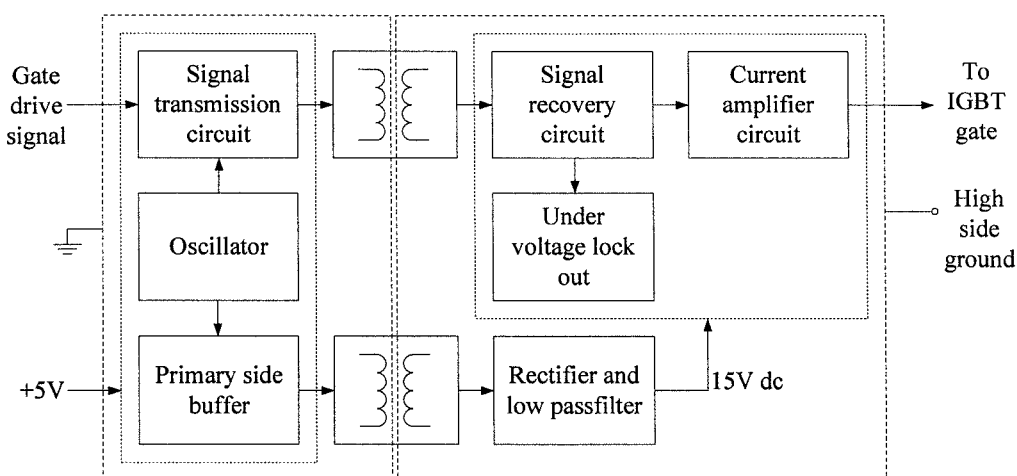 Gate
drive
signal
Signal
transmission
circuit
Signal
recovery
circuit
Current
amplifier
circuit
To
IGBT
gate
Oscillator
Under
voltage lock
out
High
side
ground
+5V
Primary side
buffer
Rectifier and
low passfilter
15V dc